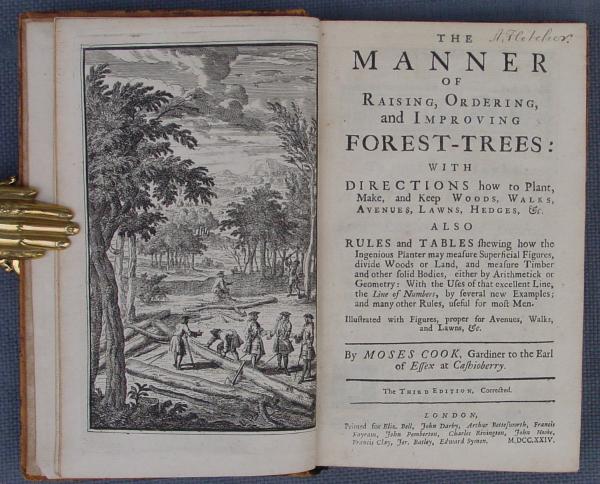 A. Fletcher.
THE
MANNER
OF
RAISING, ORDERING,
and IMPROVING
FOREST-TREES:
WITH
DIRECTIONS how to Plant,
Make, and Keep WOODS, WALKS,
AVENUES, LAWNS, HEDGES, &c.
ALSO
RULES and TABLES shewing how the
Ingenious Planter may measure Superficial Figures,
divide Woods or Land, and measure Timber
and other solid Bodies, either by Arithmetick or
Geometry: With the Uses of that excellent Line,
the Line of Numbers, by several new Examples;
and many other Rules, useful for most Men.
Illustrated with Figures, proper for Avenues, Walks,
and Lawns, &c.
By MOSES COOK, Gardiner to the Earl
of Essex at Cashioberry.
The THIRD EDITION, Corrected.
LONDON,
Printed for Eliz. Bell, John Darby, Arthur Bettesworth, Francis
Fayram, John Pemberton, Charles Rivington, John Hooke,
Francis Clay, Jer. Batley, Edward Symon. M.DCC.XXIV.